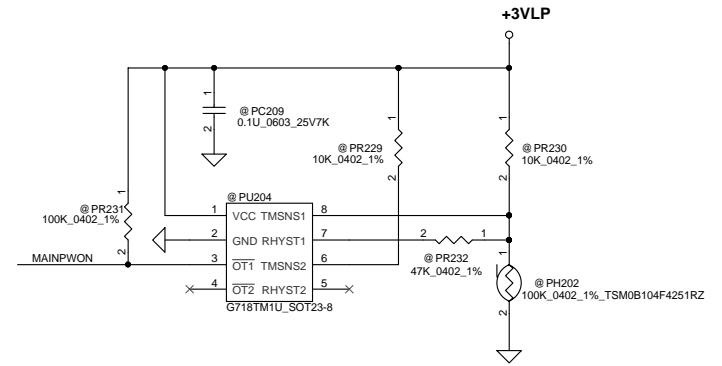 +3VLP
1
2
@ PC209
0.1U_0603_25V7K
1
2
@ PR229
10K_0402_1%
1
2
@ PR230
10K_0402_1%
1
2
@ PR231
100K_0402_1%
@ PU204
1 VCC TMSNS1 8
2 GND RHYST1 7
3 OT1 TMSNS2 6
4 OT2 RHYST2 5
G718TM1U_SOT23-8
MAINPWON
2 1
@ PR232
47K_0402_1%
1
2
@ PH202
100K_0402_1%_TSM0B104F4251RZ